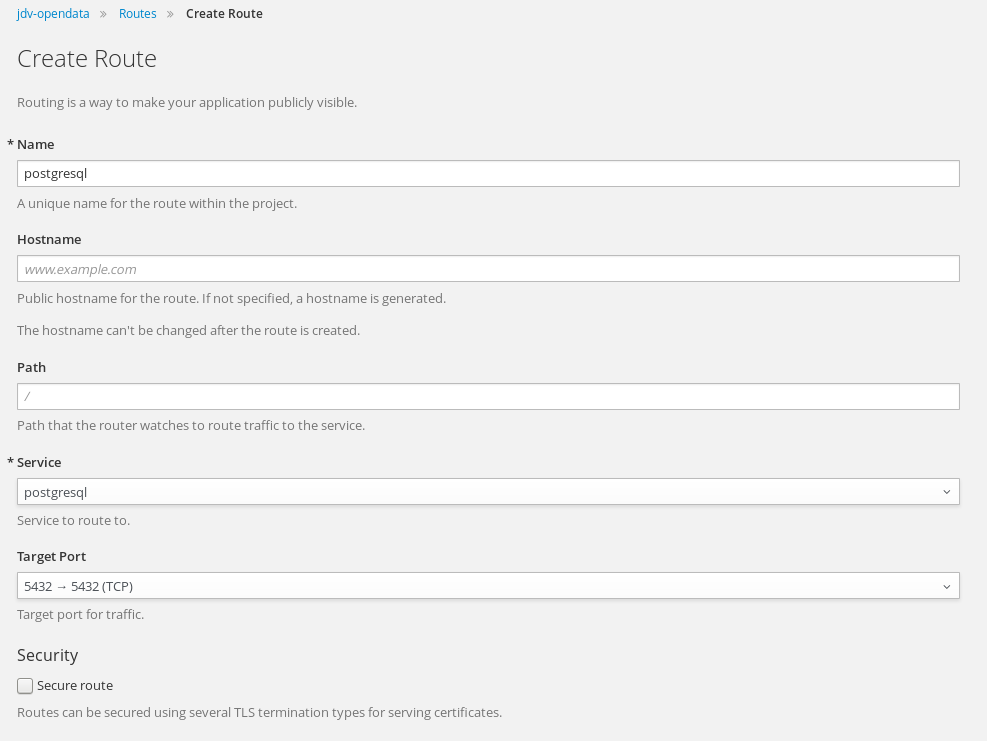 jdv-opendata » Routes » Create Route
Create Route
Routing is a way to make your application publicly visible.
* Name
postgresql
A unique name for the route within the project.
Hostname
www.example.com
Public hostname for the route. If not specified, a hostname is generated.
The hostname can't be changed after the route is created.
Path
/
Path that the router watches to route traffic to the service.
* Service
postgresql
Service to route to.
Target Port
5432 → 5432 (TCP)
Target port for traffic.
Security
Secure route
Routes can be secured using several TLS termination types for serving certificates.